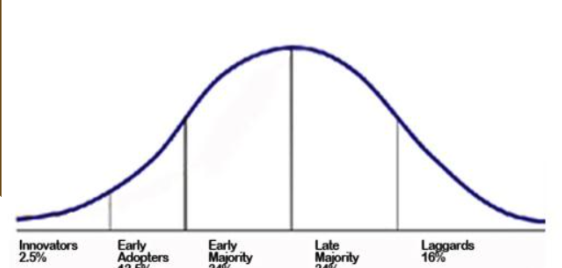 Innovators
2.5%
Early
Adopters
Early
Majority
Late
Majority
Laggards
16%